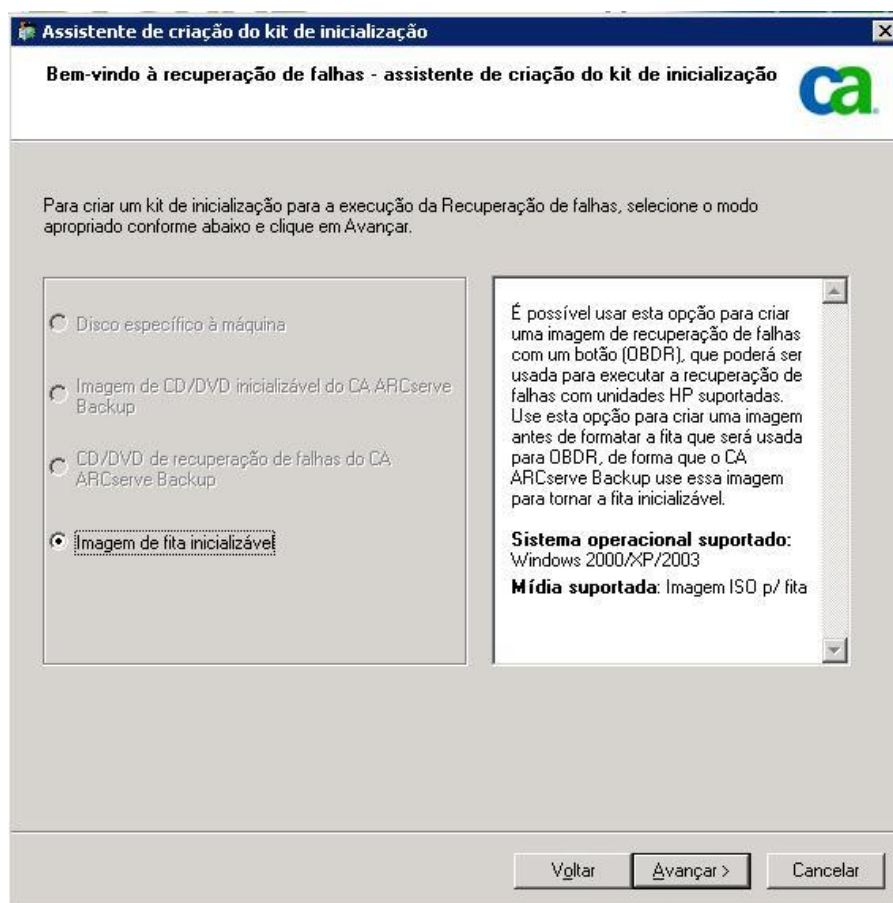 Assistente de criação do kit de inicialização
Bem-vindo à recuperação de falhas - assistente de criação do kit de inicialização
ca
Para criar um kit de inicialização para a execução da Recuperação de falhas, selecione o modo
apropriado conforme abaixo e clique em Avançar.
Disco específico à máquina
Imagem de CD/DVD inicializável do CA ARCserve
Backup
CD/DVD de recuperação de falhas do CA
ARCserve Backup
Imagem de fita inicializável
É possível usar esta opção para criar
uma imagem de recuperação de falhas
com um botão (OBDR), que poderá ser
usada para executar a recuperação de
falhas com unidades HP suportadas.
Use esta opção para criar uma imagem
antes de formatar a fita que será usada
para OBDR, de forma que o CA
ARCserve Backup use essa imagem
para tornar a fita inicializável.
Sistema operacional suportado:
Windows 2000/XP/2003
Mídia suportada: Imagem ISO p/ fita
Voltar
Avançar >
Cancelar